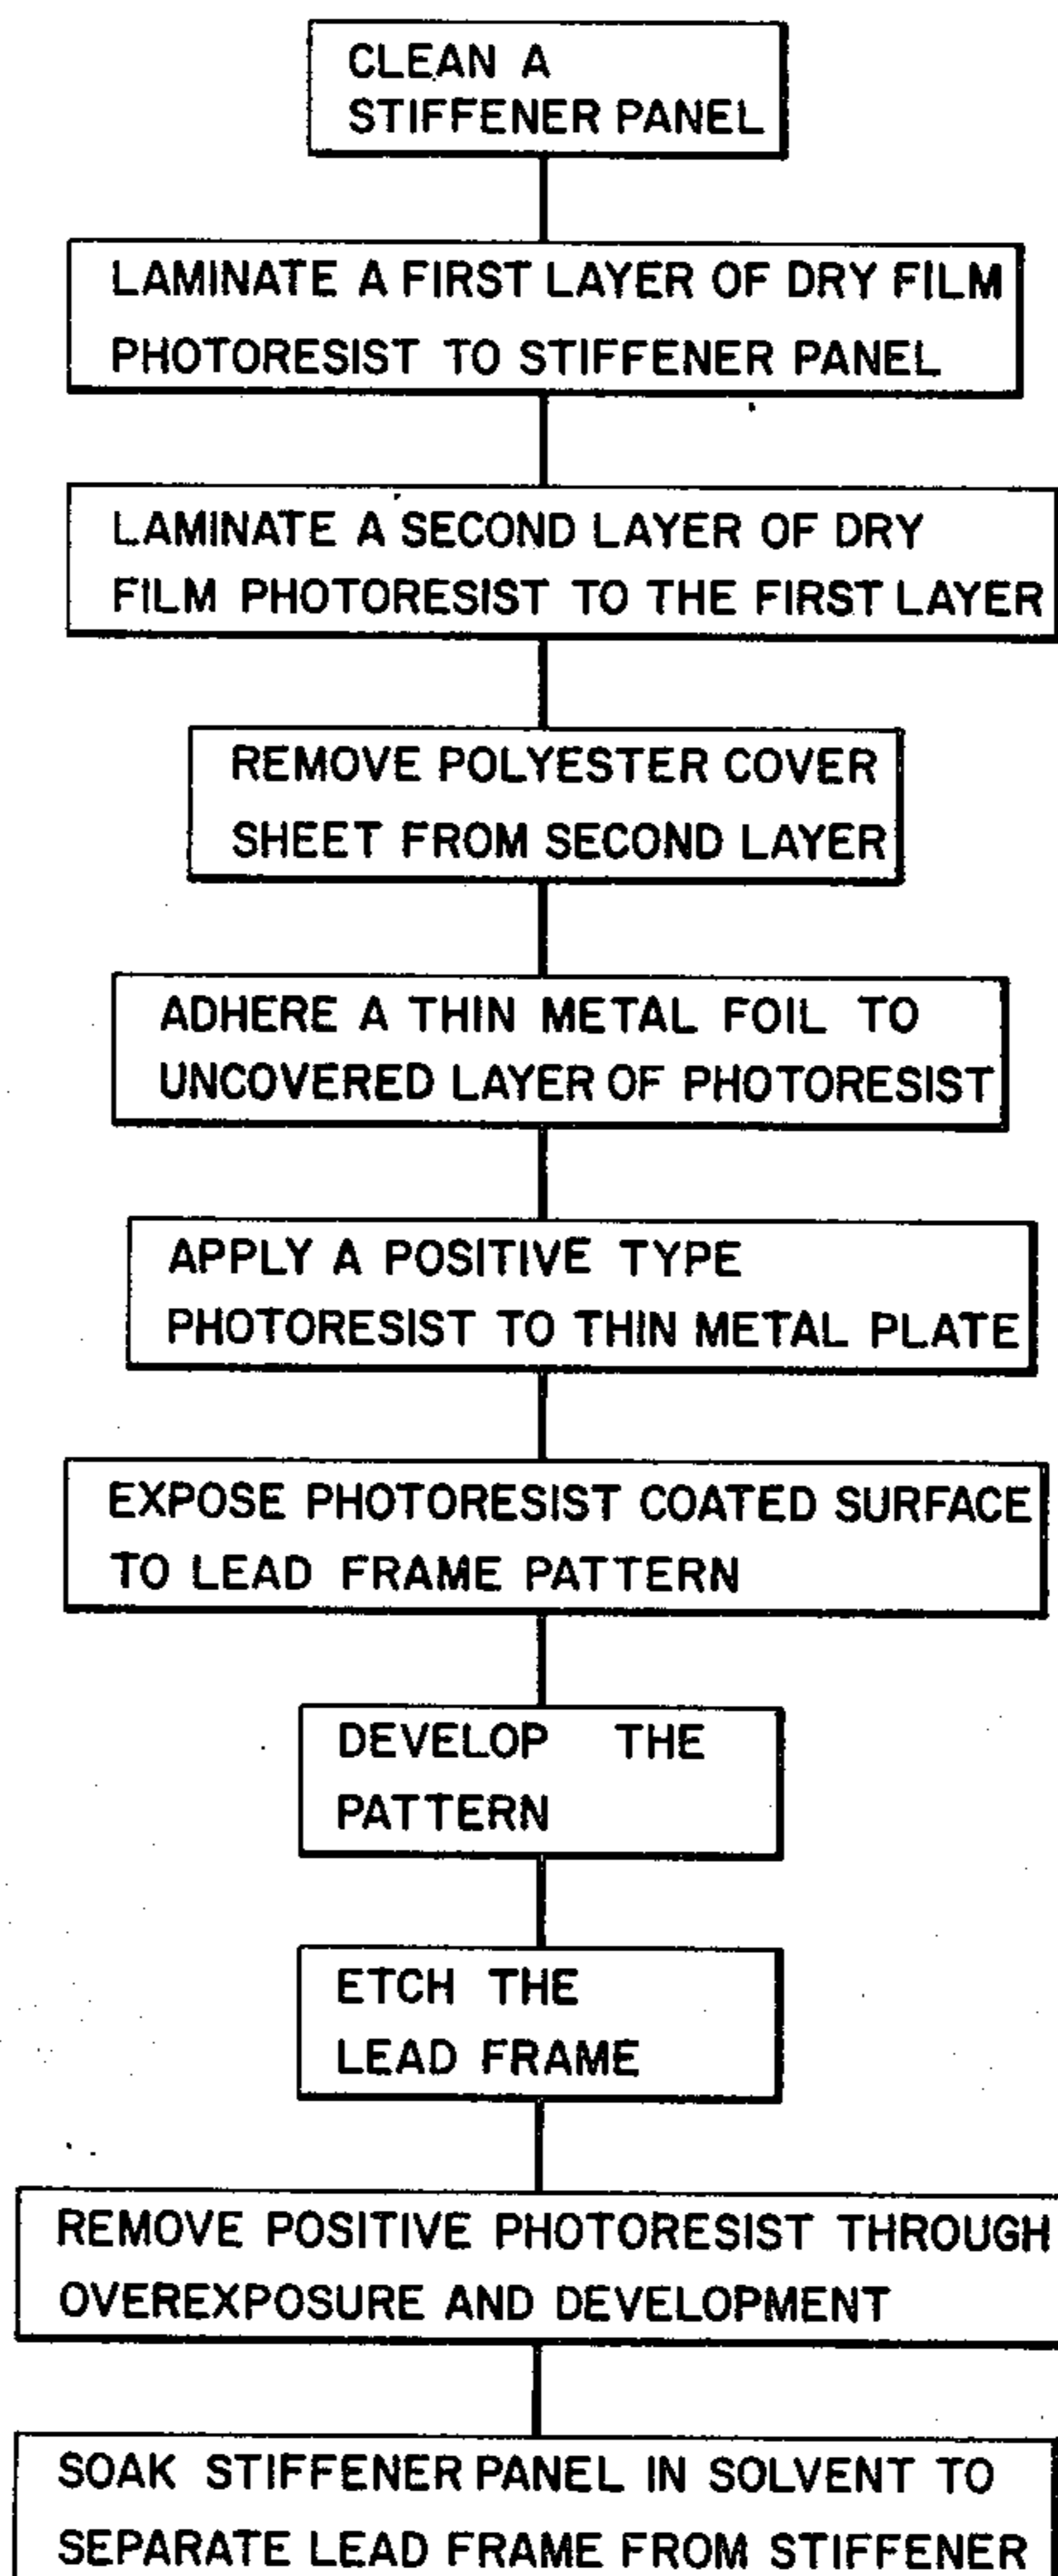 CLEAN A
STIFFENER PANEL
LAMINATE A FIRST LAYER OF DRY FILM
PHOTORESIST TO STIFFENER PANEL
LAMINATE A SECOND LAYER OF DRY
FILM PHOTORESIST TO THE FIRST LAYER
REMOVE POLYESTER COVER
SHEET FROM SECOND LAYER
ADHERE A THIN METAL FOIL TO
UNCOVERED LAYER OF PHOTORESIST
APPLY A POSITIVE TYPE
PHOTORESIST TO THIN METAL PLATE
EXPOSE PHOTORESIST COATED SURFACE
TO LEAD FRAME PATTERN
DEVELOP THE
PATTERN
ETCH THE
LEAD FRAME
REMOVE POSITIVE PHOTORESIST THROUGH
OVEREXPOSURE AND DEVELOPMENT
SOAK STIFFENER PANEL IN SOLVENT TO
SEPARATE LEAD FRAME FROM STIFFENER